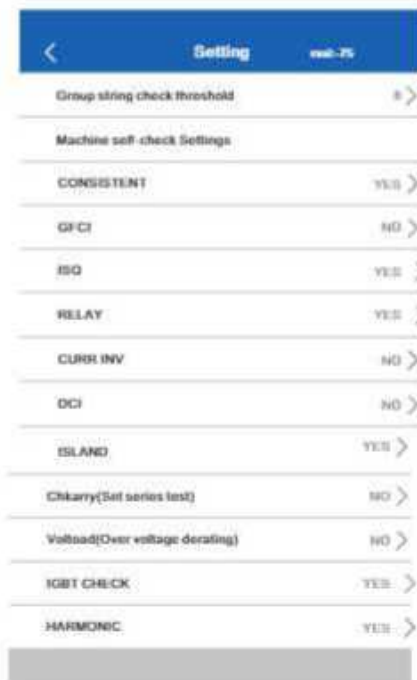 Setting
Group string check threshold
Machine self-check Settings
CONSISTENT YES
GFCI NO
ISO YES
RELAY YES
CURR INV NO
DCI NO
ISLAND YES
Chkarry(Set series test) NO
Voltoad(Over voltage derating) NO
IGBT CHECK YES
HARMONIC YES